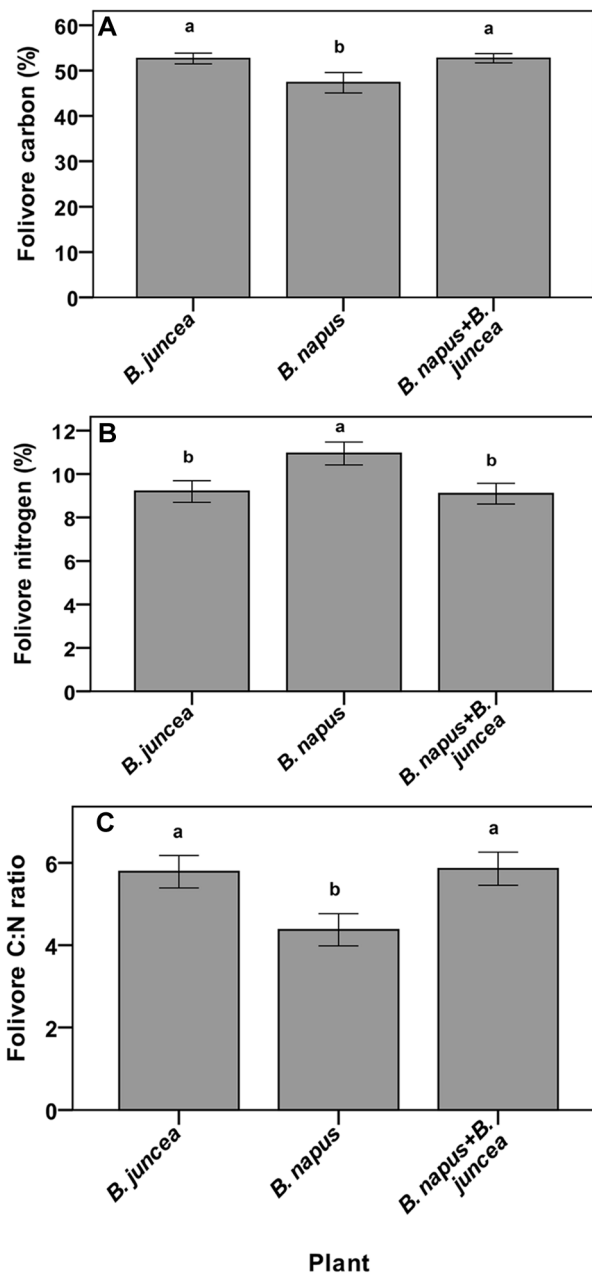 A
Folivore carbon (%)
60
50
40
30
20
10
0
a
b
a
B. juncea
B. napus
B. napus+B.
juncea
B
Folivore nitrogen (%)
12
10
8
6
4
2
0
b
a
b
B. juncea
B. napus
B. napus+B.
juncea
C
Folivore C:N ratio
6
4
2
0
a
b
a
B. juncea
B. napus
B. napus+B.
juncea
Plant